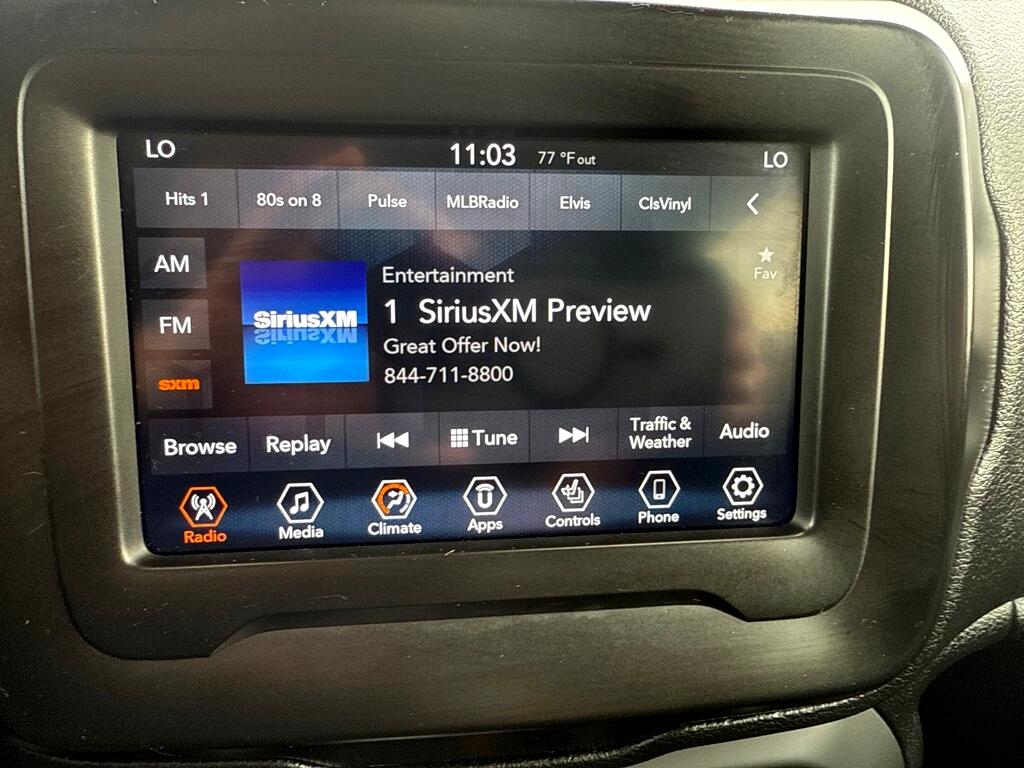 LO 11:03 77 °F out LO
Hits 1 80s on 8 Pulse MLBRadio Elvis ClsVinyl
AM
Fav
Entertainment
SiriusXM
1 SiriusXM Preview
FM
Great Offer Now!
844-711-8800
sxm
Browse Replay Tune Traffic & Weather Audio
Radio Media Climate Apps Controls Phone Settings